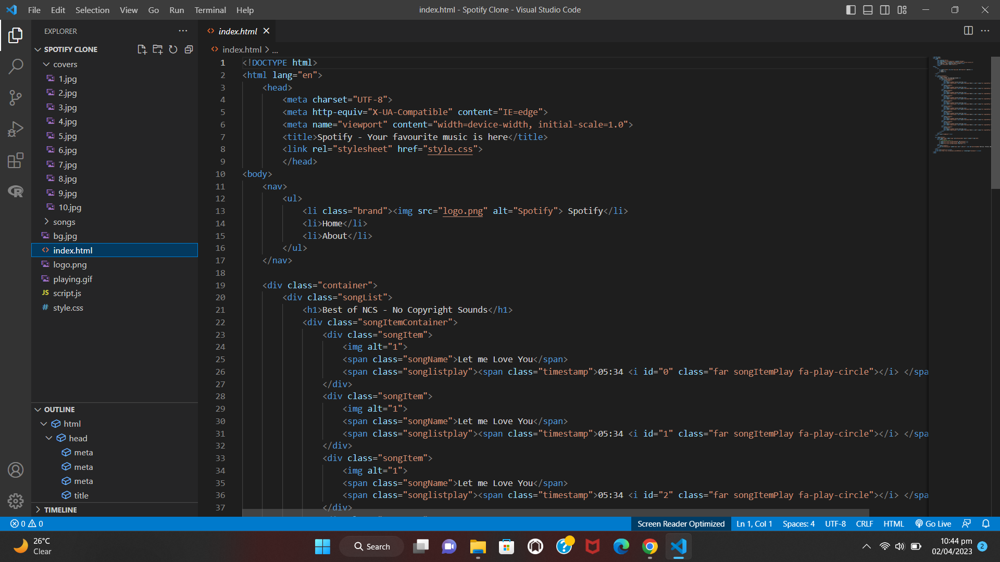 File Edit Selection View Go Run Terminal Help
index.html - Spotify Clone - Visual Studio Code
EXPLORER
SPOTIFY CLONE
covers
1.jpg
2.jpg
3.jpg
4.jpg
5.jpg
6.jpg
7.jpg
8.jpg
9.jpg
10.jpg
songs
bg.jpg
index.html
logo.png
playing.gif
JS script.js
# style.css
OUTLINE
html
head
meta
meta
meta
title
TIMELINE
<> index.html
<> index.html > ...
1 <!DOCTYPE html>
2 <html lang="en">
3 <head>
4 <meta charset="UTF-8">
5 <meta http-equiv="X-UA-Compatible" content="IE=edge">
6 <meta name="viewport" content="width=device-width, initial-scale=1.0">
7 <title>Spotify - Your favourite music is here</title>
8 <link rel="stylesheet" href="style.css">
9 </head>
10 <body>
11 <nav>
12 <ul>
13 <li class="brand"><img src="logo.png" alt="Spotify"> Spotify</li>
14 <li>Home</li>
15 <li>About</li>
16 </ul>
17 </nav>
18
19 <div class="container">
20 <div class="songList">
21 <h1>Best of NCS - No Copyright Sounds</h1>
22 <div class="songItemContainer">
23 <div class="songItem">
24 <img alt="1">
25 <span class="songName">Let me Love You</span>
26 <span class="songlistplay"><span class="timestamp">05:34 <i id="0" class="far songItemPlay fa-play-circle"></i> </spa
27 </div>
28 <div class="songItem">
29 <img alt="1">
30 <span class="songName">Let me Love You</span>
31 <span class="songlistplay"><span class="timestamp">05:34 <i id="1" class="far songItemPlay fa-play-circle"></i> </spa
32 </div>
33 <div class="songItem">
34 <img alt="1">
35 <span class="songName">Let me Love You</span>
36 <span class="songlistplay"><span class="timestamp">05:34 <i id="2" class="far songItemPlay fa-play-circle"></i> </spa
37 </div>
0 0
Screen Reader Optimized Ln 1, Col 1 Spaces: 4 UTF-8 CRLF HTML Go Live
26°C
Clear
Search
10:44 pm
02/04/2023
2